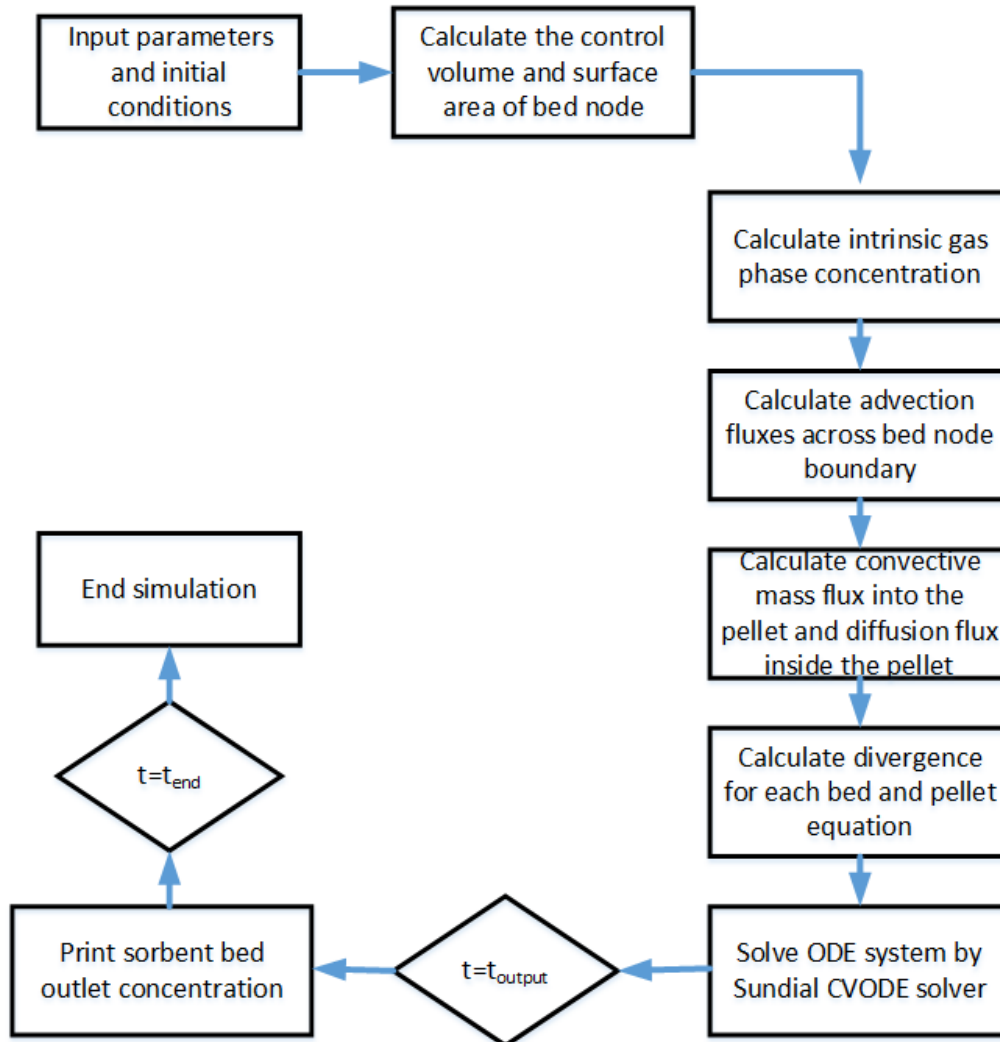 Input parameters
and initial
conditions
Calculate the control
volume and surface
area of bed node
Calculate intrinsic gas
phase concentration
Calculate advection
fluxes across bed node
boundary
Calculate convective
mass flux into the
pellet and diffusion flux
inside the pellet
Calculate divergence
for each bed and pellet
equation
Solve ODE system by
Sundial CVODE solver
t=toutput
Print sorbent bed
outlet concentration
t=tend
End simulation